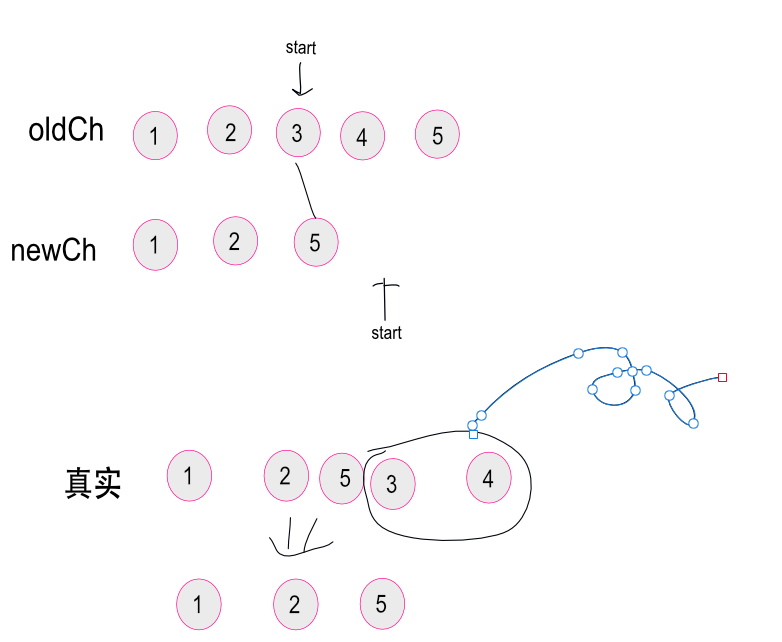 start
oldCh 1 2 3 4 5
newCh 1 2 5
start
真实 1 2 5 3 4
1 2 5